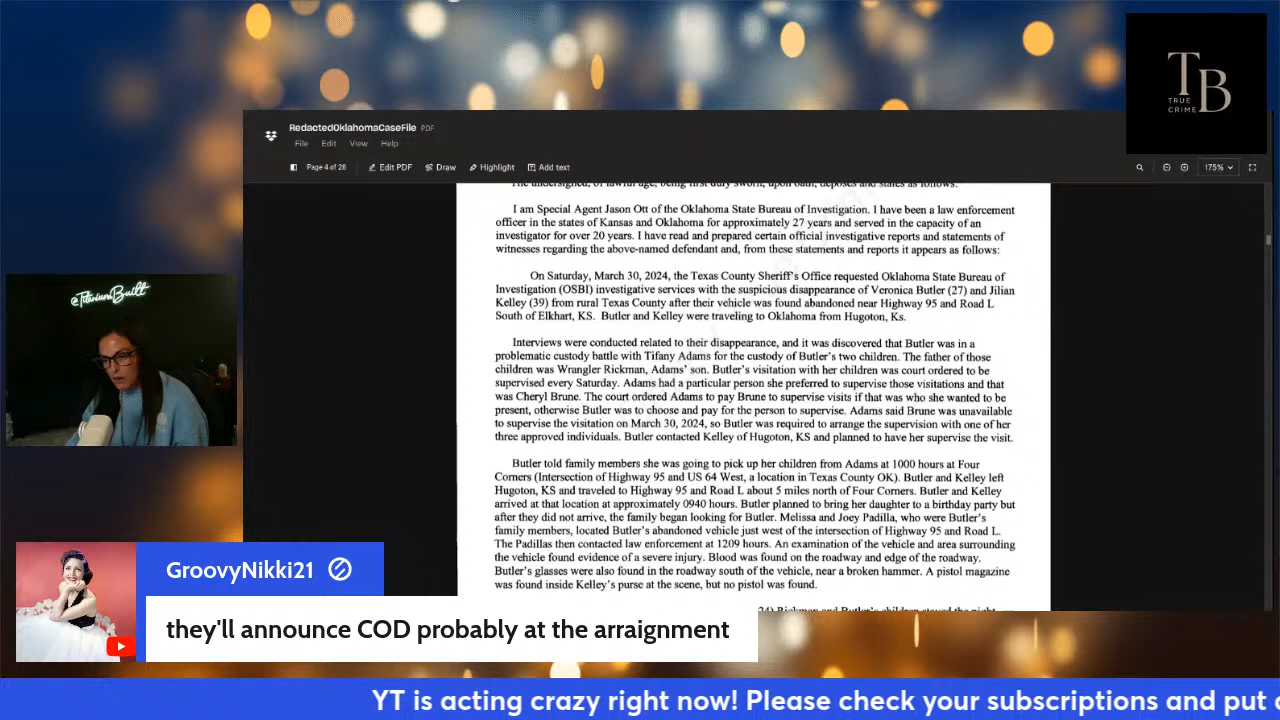 TB
TRUE
CRIME
RedactedOklahomaCaseFile PDF
File Edit View Help
Page 4 of 28 Edit PDF Draw Highlight Add text 175%
The undersigned, of lawful age, being first duly sworn, upon oath, deposes and states as follows:
I am Special Agent Jason Ott of the Oklahoma State Bureau of Investigation. I have been a law enforcement
officer in the states of Kansas and Oklahoma for approximately 27 years and served in the capacity of an
investigator for over 20 years. I have read and prepared certain official investigative reports and statements of
witnesses regarding the above-named defendant and, from these statements and reports it appears as follows:
On Saturday, March 30, 2024, the Texas County Sheriff's Office requested Oklahoma State Bureau of
Investigation (OSBI) investigative services with the suspicious disappearance of Veronica Butler (27) and Jilian
Kelley (39) from rural Texas County after their vehicle was found abandoned near Highway 95 and Road L
South of Elkhart, KS. Butler and Kelley were traveling to Oklahoma from Hugoton, Ks.
Interviews were conducted related to their disappearance, and it was discovered that Butler was in a
problematic custody battle with Tifany Adams for the custody of Butler's two children. The father of those
children was Wrangler Rickman, Adams' son. Butler's visitation with her children was court ordered to be
supervised every Saturday. Adams had a particular person she preferred to supervise those visitations and that
was Cheryl Brune. The court ordered Adams to pay Brune to supervise visits if that was who she wanted to be
present, otherwise Butler was to choose and pay for the person to supervise. Adams said Brune was unavailable
to supervise the visitation on March 30, 2024, so Butler was required to arrange the supervision with one of her
three approved individuals. Butler contacted Kelley of Hugoton, KS and planned to have her supervise the visit.
Butler told family members she was going to pick up her children from Adams at 1000 hours at Four
Corners (Intersection of Highway 95 and US 64 West, a location in Texas County OK). Butler and Kelley left
Hugoton, KS and traveled to Highway 95 and Road L about 5 miles north of Four Corners. Butler and Kelley
arrived at that location at approximately 0940 hours. Butler planned to bring her daughter to a birthday party but
after they did not arrive, the family began looking for Butler. Melissa and Joey Padilla, who were Butler's
family members, located Butler's abandoned vehicle just west of the intersection of Highway 95 and Road L.
The Padillas then contacted law enforcement at 1209 hours. An examination of the vehicle and area surrounding
the vehicle found evidence of a severe injury. Blood was found on the roadway and edge of the roadway.
Butler's glasses were also found in the roadway south of the vehicle, near a broken hammer. A pistol magazine
was found inside Kelley's purse at the scene, but no pistol was found.
24) Rickman and Butler's children stayed the night
@TitaniumBuilt
GroovyNikki21
they'll announce COD probably at the arraignment
YT is acting crazy right now! Please check your subscriptions and put